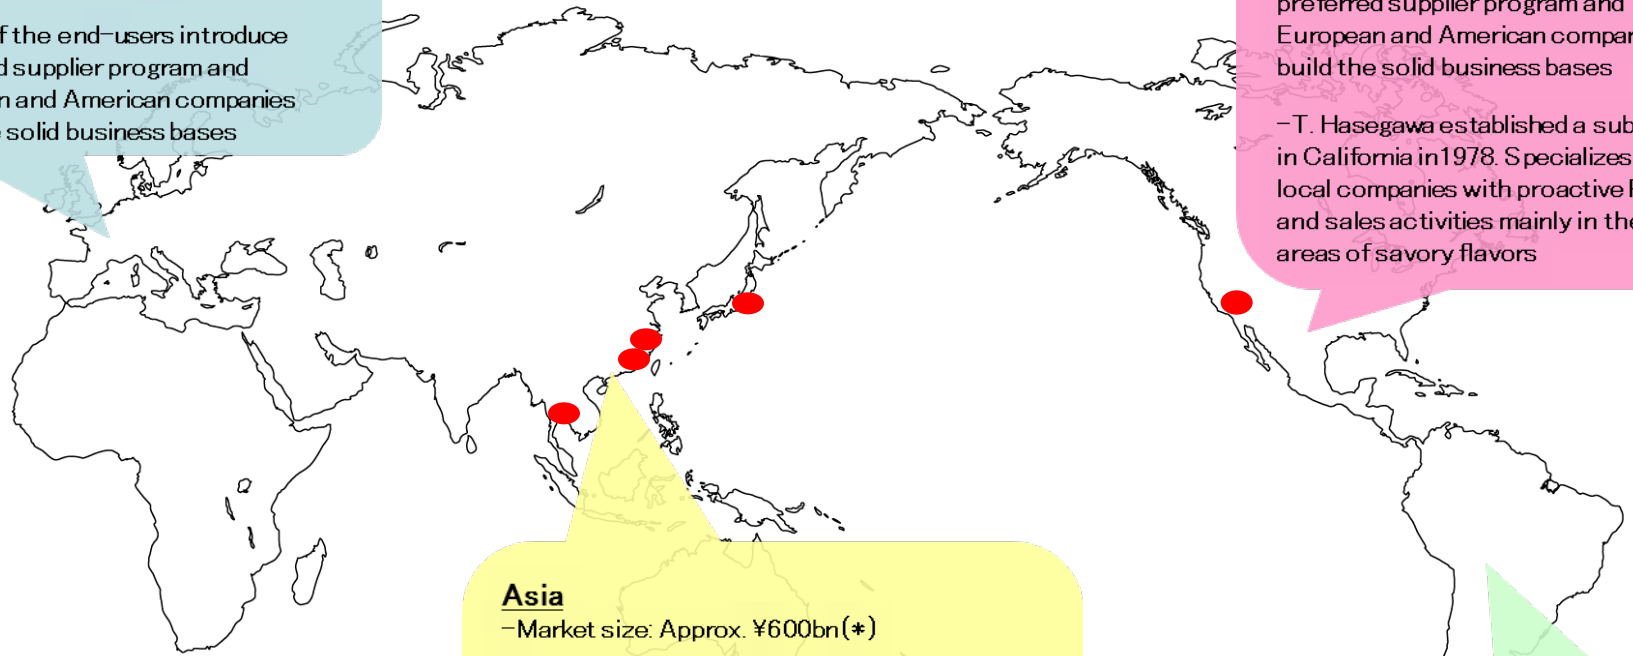 f the end-users introduce
d supplier program and
n and American companies
solid business bases
preferred supplier program and
European and American compar
build the solid business bases
-T. Hasegawa established a sub
in California in 1978. Specializes
local companies with proactive
and sales activities mainly in the
areas of savory flavors
Asia
-Market size: Approx. ¥600bn(*)